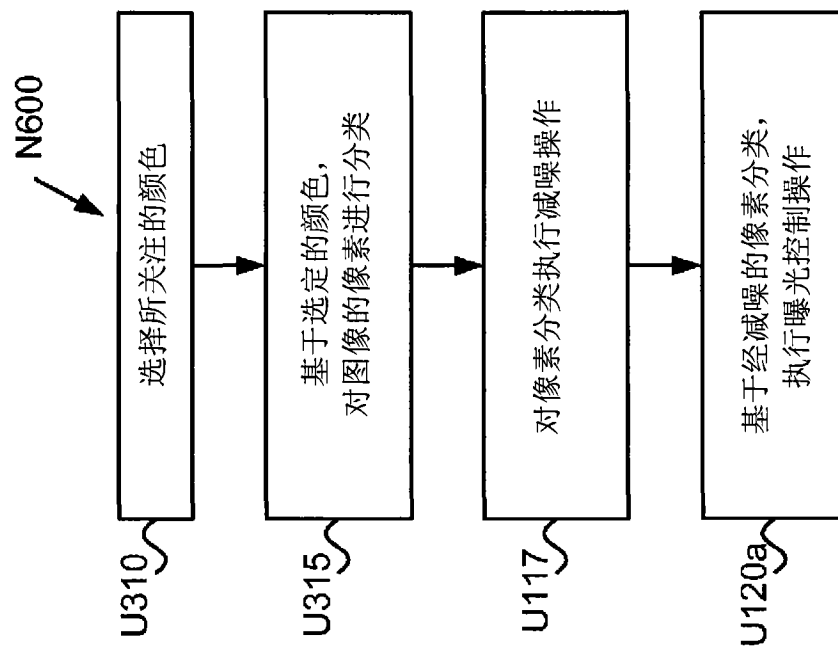 N600
U310
选择所关注的颜色
U315
基于选定的颜色，
对图像的像素进行分类
U117
对像素分类执行减噪操作
U120a
基于经减噪的像素分类，
执行曝光控制操作